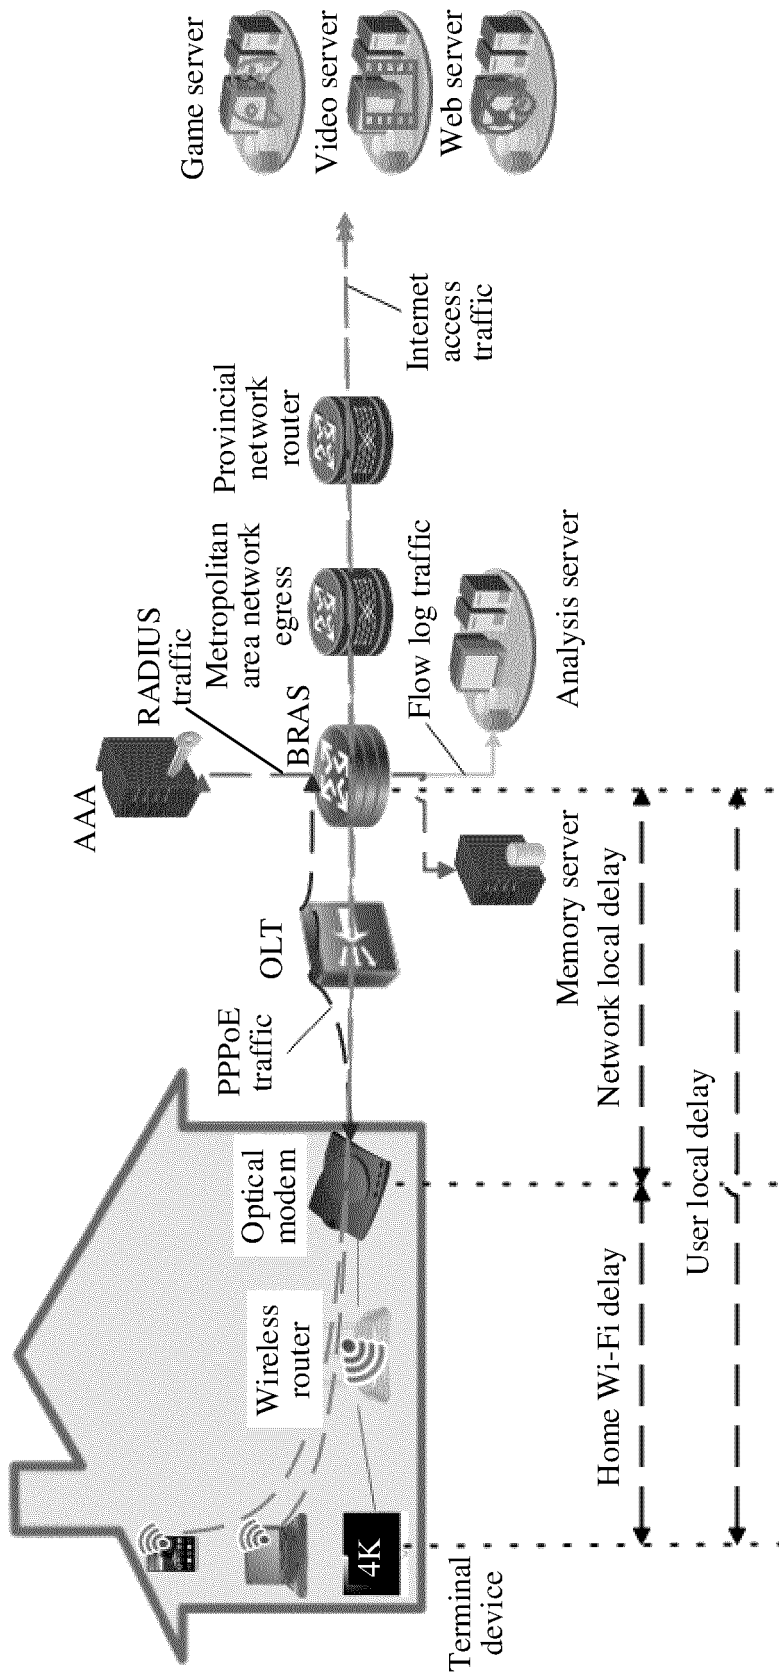 AAA
RADIUS
traffic
Game server
Video server
Web server
Provincial
network
router
Metropolitan
area network
egress
BRAS
OLT
PPPoE
traffic
Optical
modem
Wireless
router
4K
Terminal
device
Internet
access
traffic
Flow log traffic
Analysis server
Memory server
Home Wi-Fi delay
Network local delay
User local delay